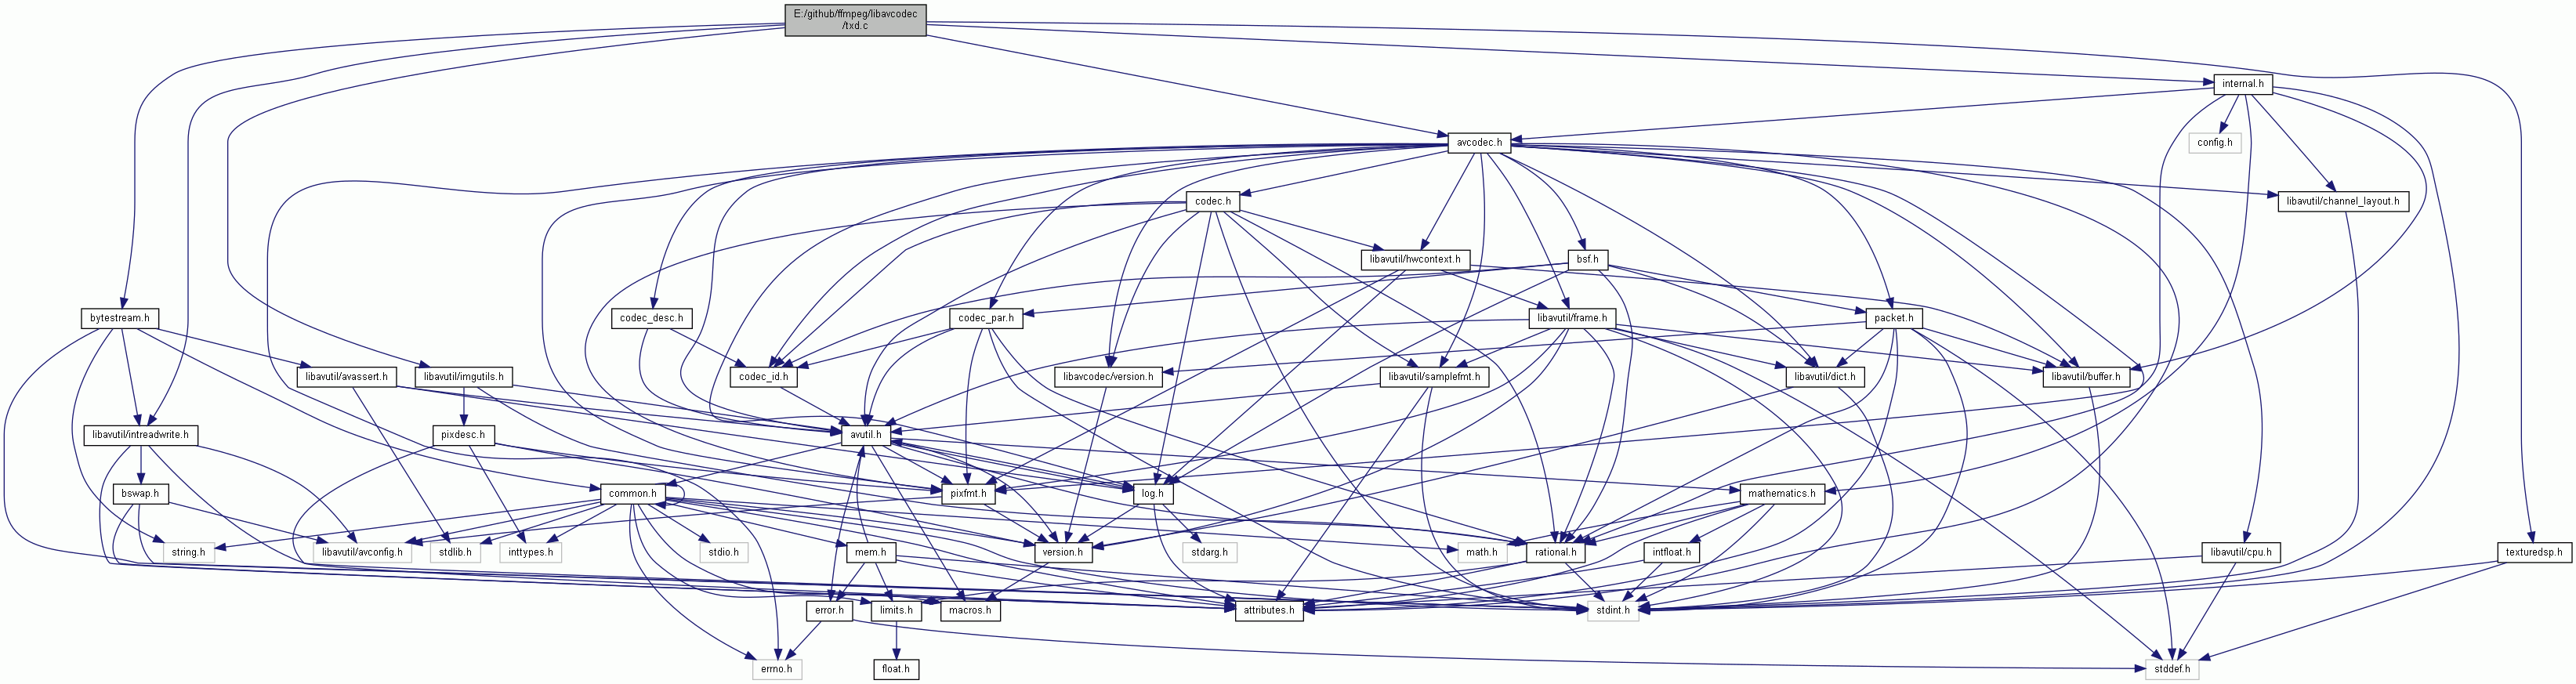 E:/github/ffmpeg/libavcodec
/txd.c
internal.h
avcodec.h
config.h
codec.h
libavutil/channel_layout.h
libavutil/hwcontext.h
bsf.h
bytestream.h
codec_desc.h
codec_par.h
libavutil/frame.h
packet.h
libavutil/avassert.h
libavutil/imgutils.h
codec_id.h
libavcodec/version.h
libavutil/samplefmt.h
libavutil/dict.h
libavutil/buffer.h
libavutil/intreadwrite.h
pixdesc.h
avutil.h
bswap.h
common.h
pixfmt.h
log.h
mathematics.h
string.h
libavutil/avconfig.h
stdlib.h
inttypes.h
stdio.h
mem.h
version.h
stdarg.h
math.h
rational.h
intfloat.h
libavutil/cpu.h
texturedsp.h
error.h
limits.h
macros.h
attributes.h
stdint.h
errno.h
float.h
stddef.h